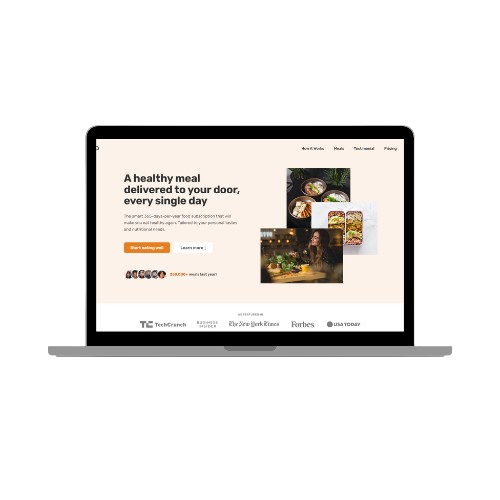 How it Works Meals Testimonial Pricing
A healthy meal
delivered to your door,
every single day
The smart 365-days-per-year food subscription that will
make you eat healthy again. Tailored to your personal tastes
and nutritional needs.
Start eating well
Learn more ↓
meals last year!
AS FEATURED IN
TC TechCrunch
BUSINESS
INSIDER
The New York Times
Forbes
USA TODAY